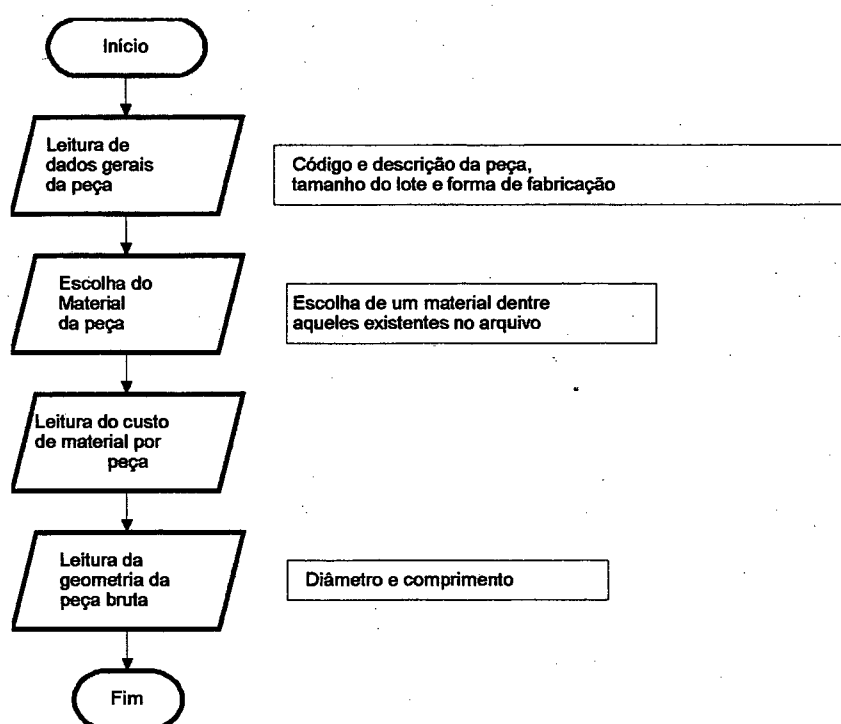 Início
Leitura de
dados gerais
da peça
Código e descrição da peça,
tamanho do lote e forma de fabricação
Escolha do
Material
da peça
Escolha de um material dentre
aqueles existentes no arquivo
Leitura do custo
de material por
peça
Leitura da
geometria da
peça bruta
Diâmetro e comprimento
Fim